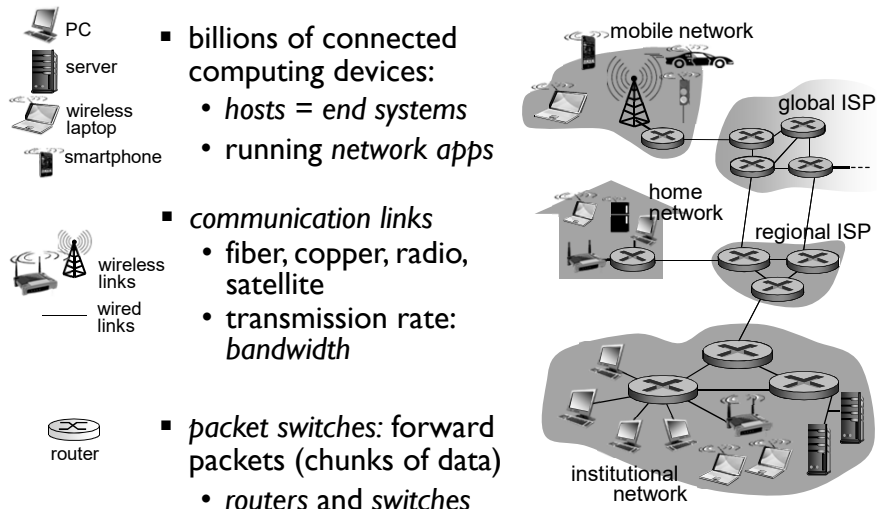 PC
server
wireless
laptop
smartphone
▪ billions of connected
computing devices:
• hosts = end systems
• running network apps
wireless
links
wired
links
▪ communication links
• fiber, copper, radio,
satellite
• transmission rate:
bandwidth
router
▪ packet switches: forward
packets (chunks of data)
• routers and switches
mobile network
global ISP
home
network
regional ISP
institutional
network